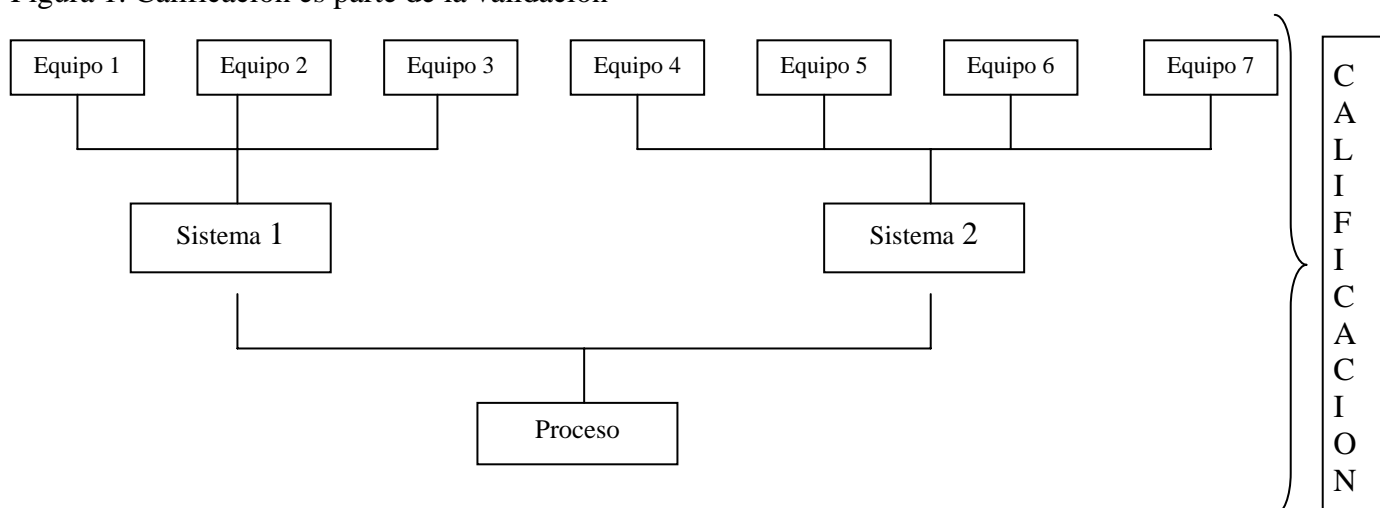 Figura 1. Calificación es parte de la validación
Equipo 1
Equipo 2
Equipo 3
Equipo 4
Equipo 5
Equipo 6
Equipo 7
Sistema 1
Sistema 2
Proceso
C
A
L
I
F
I
C
A
C
I
O
N